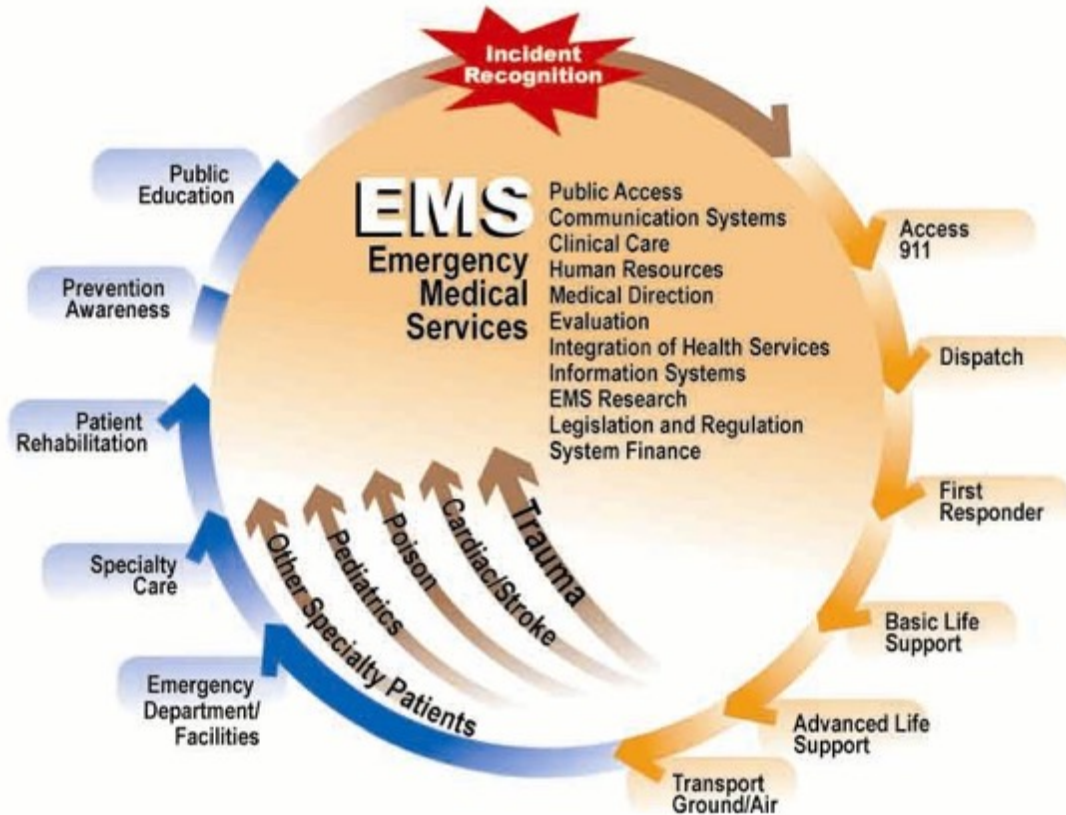 Incident
Recognition
EMS
Emergency
Medical
Services
Public Access
Communication Systems
Clinical Care
Human Resources
Medical Direction
Evaluation
Integration of Health Services
Information Systems
EMS Research
Legislation and Regulation
System Finance
Access
911
Dispatch
First
Responder
Basic Life
Support
Advanced Life
Support
Transport
Ground/Air
Emergency
Department/
Facilities
Specialty
Care
Patient
Rehabilitation
Prevention
Awareness
Public
Education
Other Specialty Patients
Pediatrics
Poison
Cardiac/Stroke
Trauma